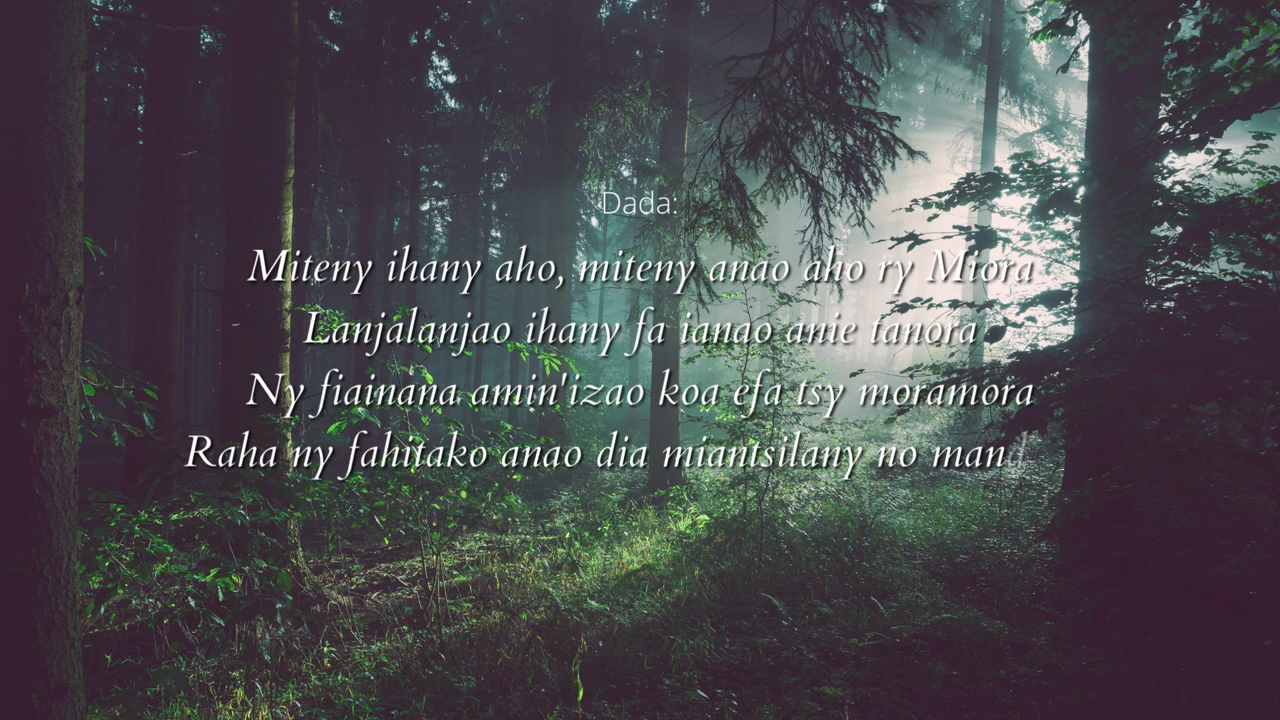 Dada:
Miteny ihany aho, miteny anao aho ry Miora
Lanjalanjao ihany fa ianao anie tanora
Ny fiainana amin'izao koa efa tsy moramora
Raha ny fahitako anao dia miantsilany no mand